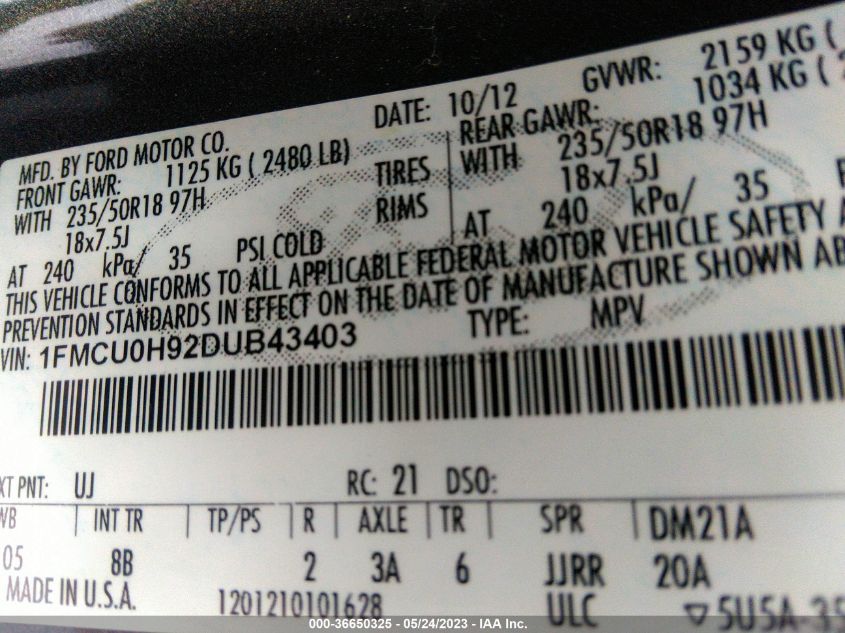 MFD. BY FORD MOTOR CO. DATE: 10/12 GVWR: 2159 KG (
FRONT GAWR: 1125 KG ( 2480 LB) REAR GAWR: 1034 KG (
WITH 235/50R18 97H TIRES WITH 235/50R18 97H
18x7.5J RIMS 18x7.5J
AT 240 kPa/ 35 PSI COLD AT 240 kPa/ 35
THIS VEHICLE CONFORMS TO ALL APPLICABLE FEDERAL MOTOR VEHICLE SAFETY
PREVENTION STANDARDS IN EFFECT ON THE DATE OF MANUFACTURE SHOWN AB
VIN: 1FMCU0H92DUB43403 TYPE: MPV
XT PNT: UJ RC: 21 DSO:
WB INT TR TP/PS R AXLE TR SPR DM21A
05 8B 2 3A 6 JJRR 20A
MADE IN U.S.A. 1201210101628 ULC ▽5U5A-35
000-36650325 - 05/24/2023 - IAA Inc.